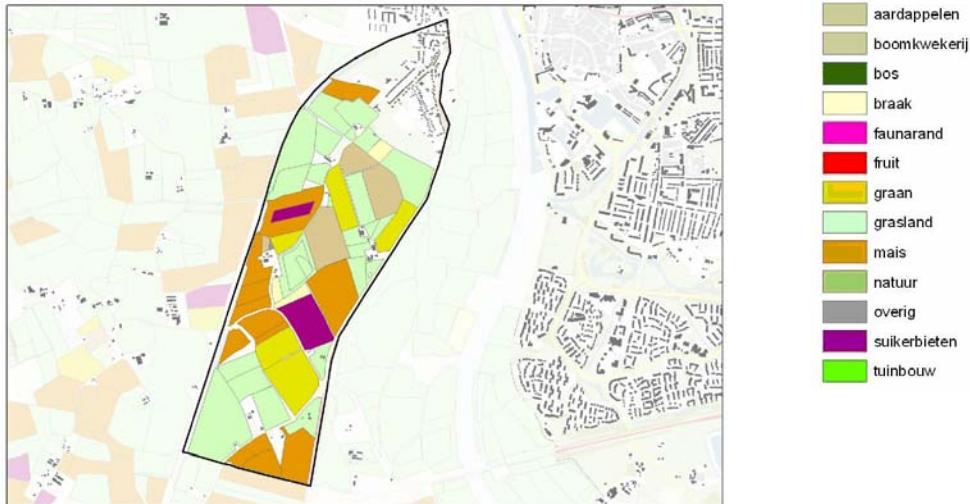 aardappelen
boomkwekerij
bos
braak
faunarand
fruit
graan
grasland
mais
natuur
overig
suikerbieten
tuinbouw